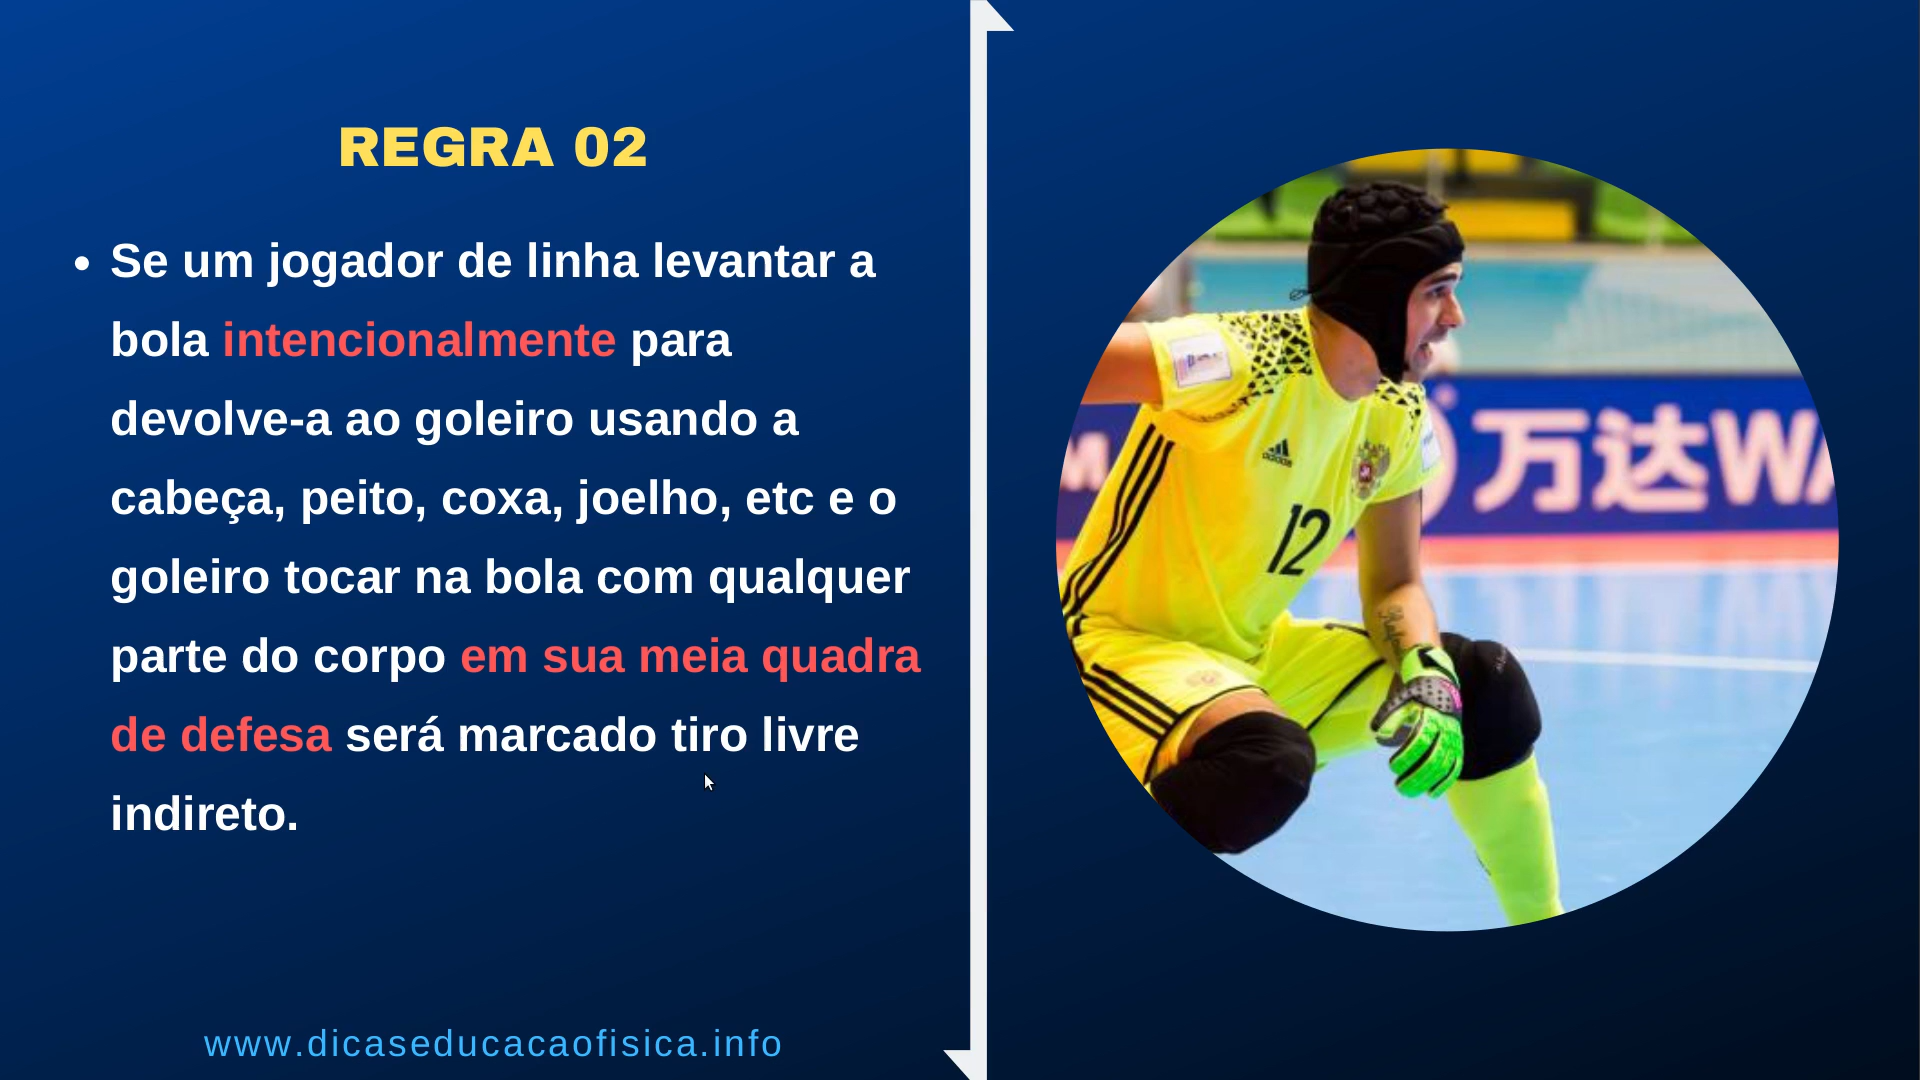 REGRA 02
Se um jogador de linha levantar a
bola intencionalmente para
devolve-a ao goleiro usando a
cabeça, peito, coxa, joelho, etc e o
goleiro tocar na bola com qualquer
parte do corpo em sua meia quadra
de defesa será marcado tiro livre
indireto.
www.dicaseducacaofisica.info
adidas
12
万达WA